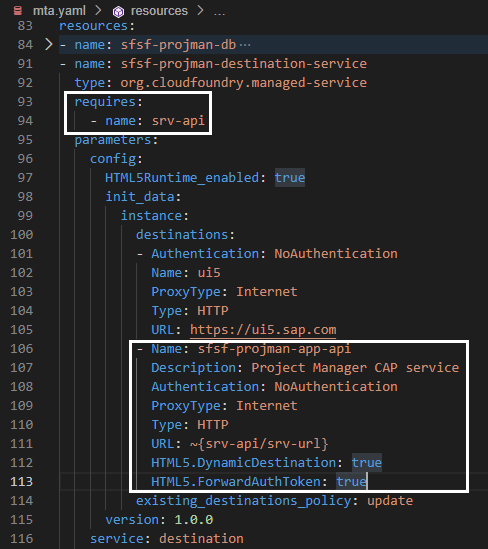 mta.yaml > resources > ...
83 resources:
84 > - name: sfsf-projman-db ...
91 - name: sfsf-projman-destination-service
92 type: org.cloudfoundry.managed-service
93 requires:
94 - name: srv-api
95 parameters:
96 config:
97 HTML5Runtime_enabled: true
98 init_data:
99 instance:
100 destinations:
101 - Authentication: NoAuthentication
102 Name: ui5
103 ProxyType: Internet
104 Type: HTTP
105 URL: https://ui5.sap.com
106 - Name: sfsf-projman-app-api
107 Description: Project Manager CAP service
108 Authentication: NoAuthentication
109 ProxyType: Internet
110 Type: HTTP
111 URL: ~{srv-api/srv-url}
112 HTML5.DynamicDestination: true
113 HTML5.ForwardAuthToken: true
114 existing_destinations_policy: update
115 version: 1.0.0
116 service: destination